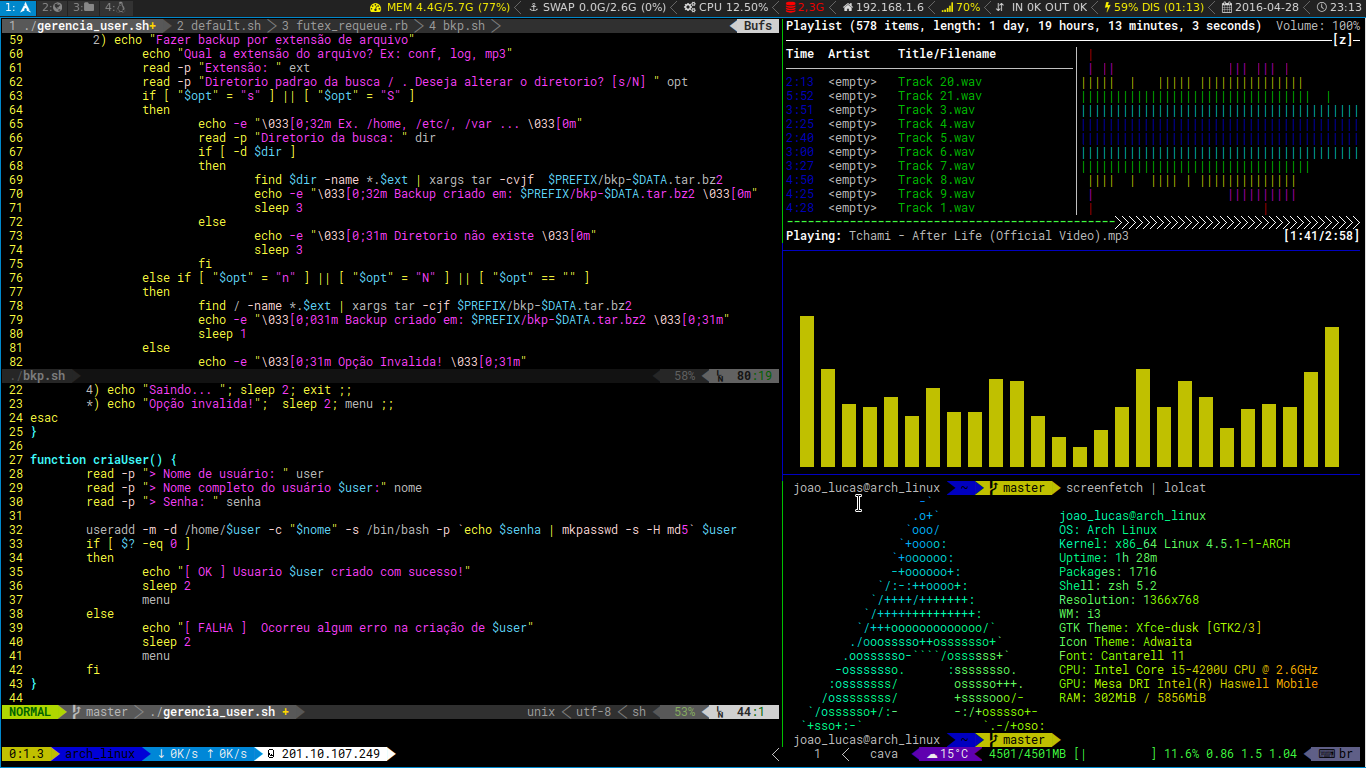 1: 2: 3: 4: MEM 4.4G/5.7G (77%) SWAP 0.0G/2.6G (0%) CPU 12.50% 2,3G 192.168.1.6 70% IN 0K OUT 0K 59% DIS (01:13) 2016-04-28 23:13
1 ./gerencia_user.sh+ 2 default.sh 3 futex_requeue.rb 4 bkp.sh Bufs
59 2) echo "Fazer backup por extensão de arquivo"
60 echo "Qual a extensão do arquivo? Ex: conf, log, mp3"
61 read -p "Extensão: " ext
62 read -p "Diretorio padrao da busca / . Deseja alterar o diretorio? [s/N] " opt
63 if [ "$opt" = "s" ] || [ "$opt" = "S" ]
64 then
65 echo -e "\033[0;32m Ex. /home, /etc/, /var ... \033[0m"
66 read -p "Diretorio da busca: " dir
67 if [ -d $dir ]
68 then
69 find $dir -name *.$ext | xargs tar -cvjf  $PREFIX/bkp-$DATA.tar.bz2
70 echo -e "\033[0;32m Backup criado em: $PREFIX/bkp-$DATA.tar.bz2 \033[0m"
71 sleep 3
72 else
73 echo -e "\033[0;31m Diretorio não existe \033[0m"
74 sleep 3
75 fi
76 else if [ "$opt" = "n" ] || [ "$opt" = "N" ] || [ "$opt" == "" ]
77 then
78 find / -name *.$ext | xargs tar -cjf $PREFIX/bkp-$DATA.tar.bz2
79 echo -e "\033[0;031m Backup criado em: $PREFIX/bkp-$DATA.tar.bz2 \033[0;31m"
80 sleep 1
81 else
82 echo -e "\033[0;31m Opção Invalida! \033[0;31m"
./bkp.sh 58% LN 80:19
22 4) echo "Saindo... "; sleep 2; exit ;;
23 *) echo "Opção invalida!";  sleep 2; menu ;;
24 esac
25 }
26
27 function criaUser() {
28 read -p "> Nome de usuário: " user
29 read -p "> Nome completo do usuário $user:" nome
30 read -p "> Senha: " senha
31
32 useradd -m -d /home/$user -c "$nome" -s /bin/bash -p `echo $senha | mkpasswd -s -H md5` $user
33 if [ $? -eq 0 ]
34 then
35 echo "[ OK ] Usuario $user criado com sucesso!"
36 sleep 2
37 menu
38 else
39 echo "[ FALHA ]  Ocorreu algum erro na criação de $user"
40 sleep 2
41 menu
42 fi
43 }
44
NORMAL master ./gerencia_user.sh + unix utf-8 sh 53% LN 44:1
Playlist (578 items, length: 1 day, 19 hours, 13 minutes, 3 seconds) Volume: 100%
[z]
Time Artist Title/Filename
2:13 <empty> Track 20.wav
5:52 <empty> Track 21.wav
3:51 <empty> Track 3.wav
2:25 <empty> Track 4.wav
2:40 <empty> Track 5.wav
3:00 <empty> Track 6.wav
3:27 <empty> Track 7.wav
4:50 <empty> Track 8.wav
4:25 <empty> Track 9.wav
4:20 <empty> Track 1.wav
Playing: Tchami - After Life (Official Video).mp3 [1:41/2:58]
joao_lucas@arch_linux ~ master screenfetch | lolcat
-`
.o+` joao_lucas@arch_linux
`ooo/ OS: Arch Linux
`+oooo: Kernel: x86_64 Linux 4.5.1-1-ARCH
`+oooooo: Uptime: 1h 28m
-+oooooo+: Packages: 1716
`/:-:++oooo+: Shell: zsh 5.2
`/++++/+++++++: Resolution: 1366x768
`/++++++++++++++: WM: i3
`/+++ooooooooooooo/` GTK Theme: Xfce-dusk [GTK2/3]
./ooosssso++osssssso+` Icon Theme: Adwaita
.oossssso-````/ossssss+` Font: Cantarell 11
-osssssso. :ssssssso. CPU: Intel Core i5-4200U CPU @ 2.6GHz
:osssssss/ osssso+++. GPU: Mesa DRI Intel(R) Haswell Mobile
/ossssssss/ +ssssooo/- RAM: 302MiB / 5856MiB
`/ossssso+/:- -:/+osssso+-
`+sso+:-` `.-/+oso:
joao_lucas@arch_linux ~ master
0:1.3 arch_linux ↓ 0K/s ↑ 0K/s 201.10.107.249 1 cava 15°C 4501/4501MB [| ] 11.6% 0.86 1.5 1.04 br